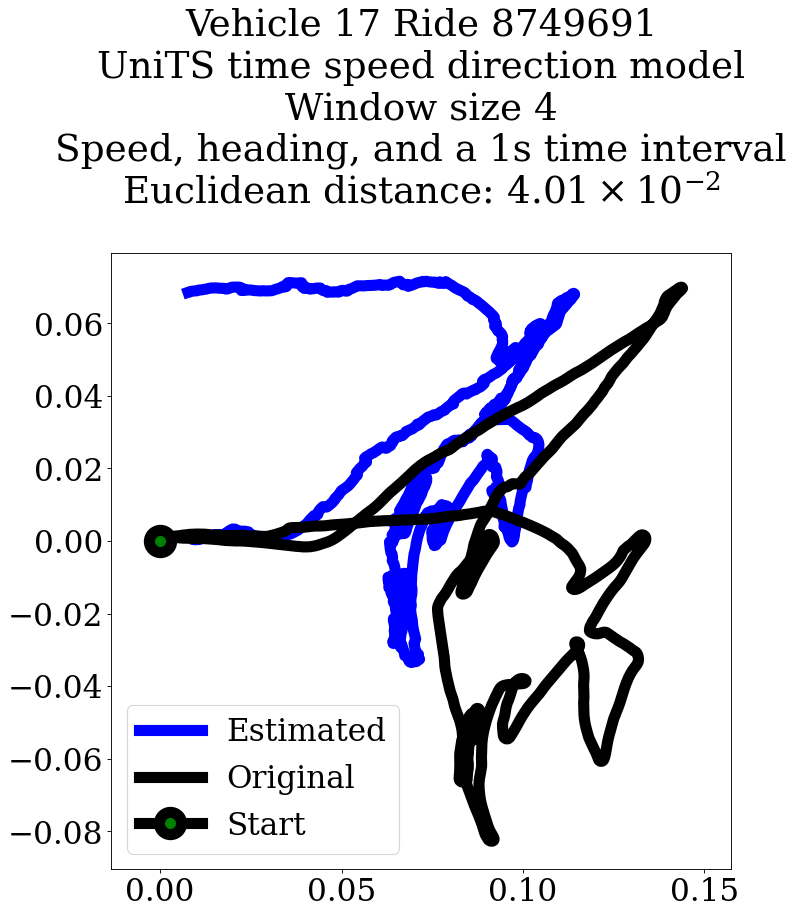 Vehicle 17 Ride 8749691
UniTS time speed direction model
Window size 4
Speed, heading, and a 1s time interval
Euclidean distance: 4.01 × 10⁻²
0.06
0.04
0.02
0.00
−0.02
−0.04
−0.06
−0.08
Estimated
Original
Start
0.00 0.05 0.10 0.15